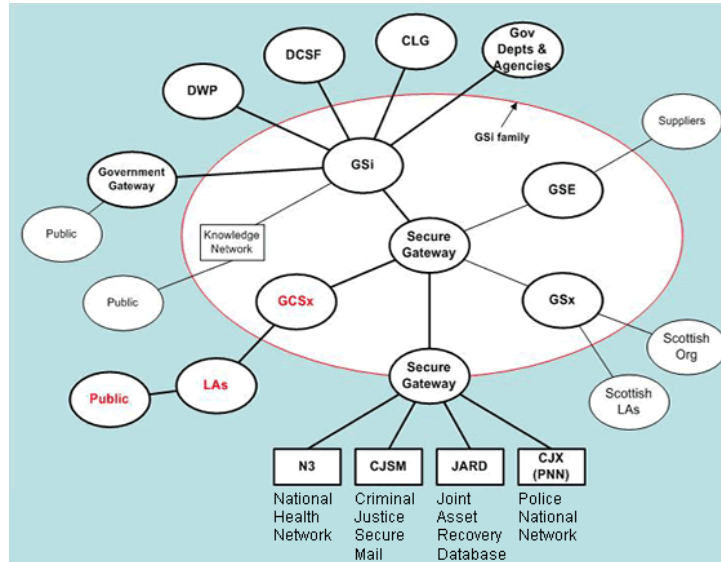 CLG
Gov
Depts &
Agencies
DCSF
DWP
Suppliers
GSi family
GSi
Government
Gateway
GSE
Public
Knowledge
Network
Secure
Gateway
Public
GCSx
GSx
Scottish
Org
LAs
Public
Secure
Gateway
Scottish
LAs
N3
CJSM
JARD
CJX
(PNN)
National
Health
Network
Criminal
Justice
Secure
Mail
Joint
Asset
Recovery
Database
Police
National
Network